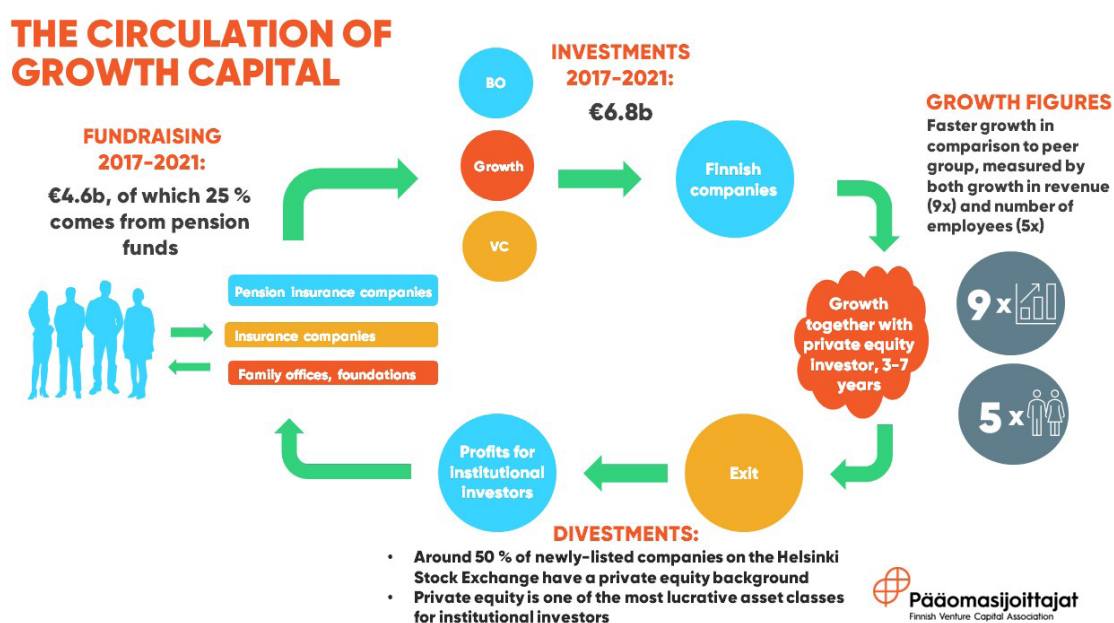 THE CIRCULATION OF
GROWTH CAPITAL
FUNDRAISING
2017-2021:
€4.6b, of which 25 %
comes from pension
funds
BO
Growth
VC
INVESTMENTS
2017-2021:
€6.8b
Finnish
companies
GROWTH FIGURES
Faster growth in
comparison to peer
group, measured by
both growth in revenue
(9x) and number of
employees (5x)
9 x
5 x
Growth
together with
private equity
investor, 3-7
years
Pension insurance companies
Insurance companies
Family offices, foundations
Profits for
institutional
investors
Exit
DIVESTMENTS:
• Around 50 % of newly-listed companies on the Helsinki
Stock Exchange have a private equity background
• Private equity is one of the most lucrative asset classes
for institutional investors
Pääomasijoittajat
Finnish Venture Capital Association